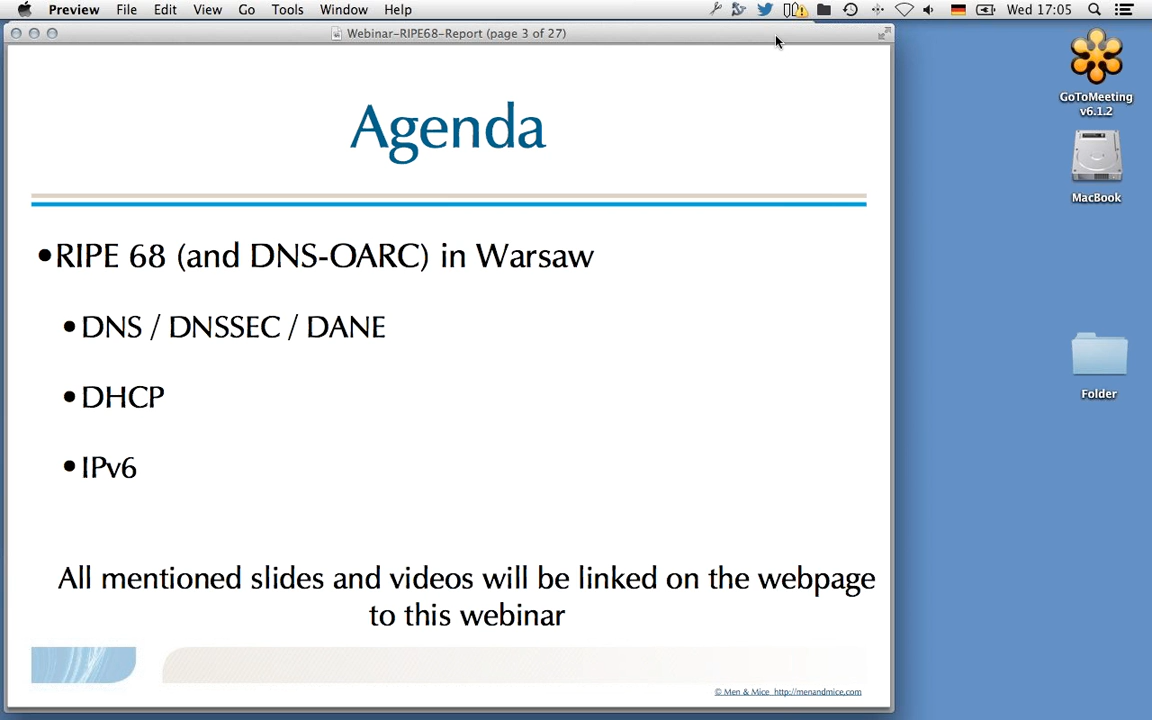 Preview File Edit View Go Tools Window Help Wed 17:05
Webinar-RIPE68-Report (page 3 of 27)
GoToMeeting
v6.1.2
MacBook
Folder
Agenda
•RIPE 68 (and DNS-OARC) in Warsaw
•DNS / DNSSEC / DANE
•DHCP
•IPv6
All mentioned slides and videos will be linked on the webpage
to this webinar
© Men & Mice http://menandmice.com